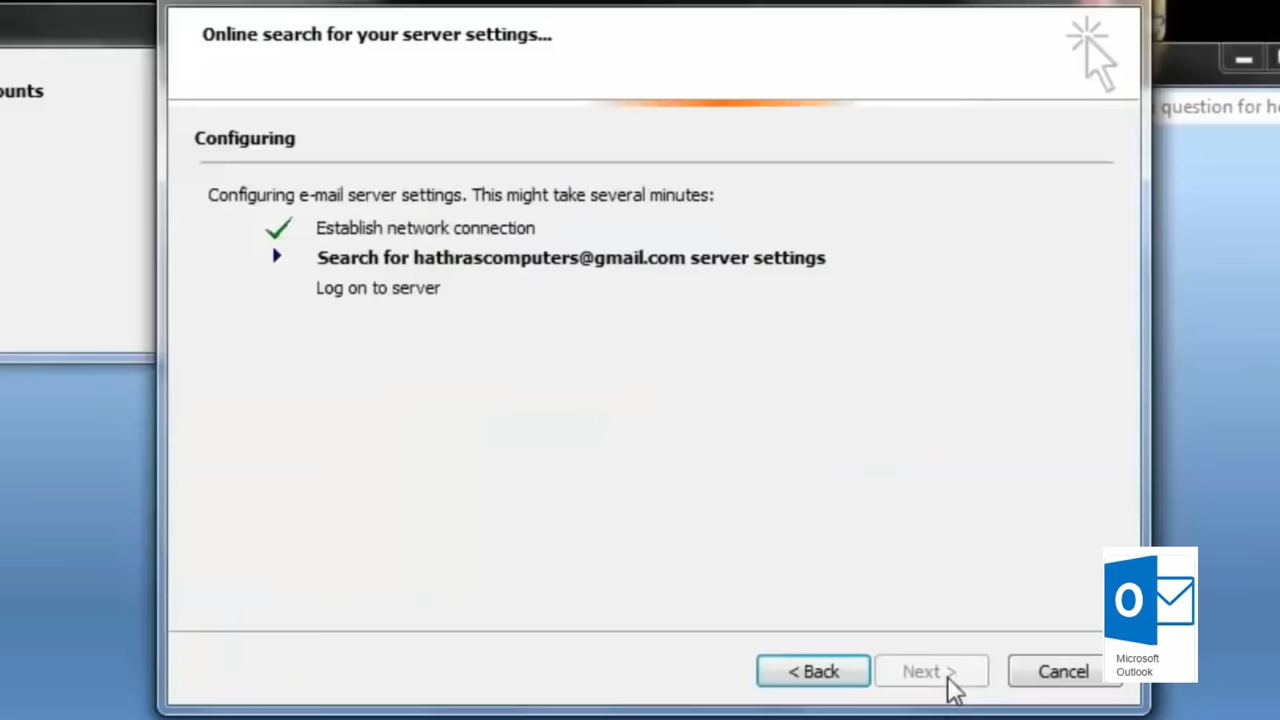 Online search for your server settings...
ounts
question for he
Configuring
Configuring e-mail server settings. This might take several minutes:
Establish network connection
Search for hathrascomputers@gmail.com server settings
Log on to server
< Back
Next >
Cancel
O
Microsoft
Outlook